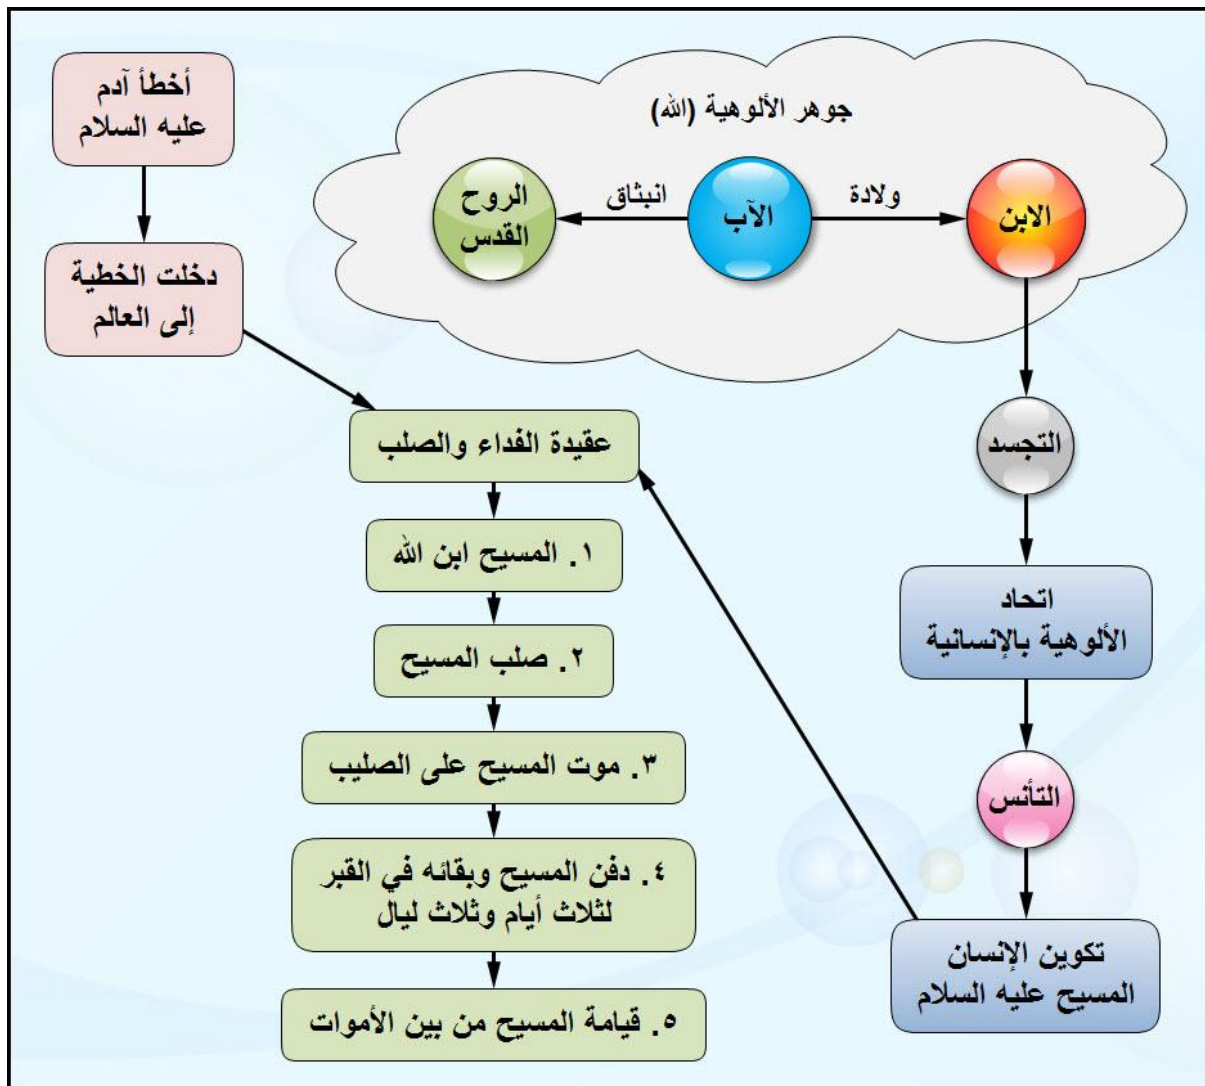 جوهر الألوهية (الله)
الابن
ولادة
الآب
انبثاق
الروح
القدس
التجسد
اتحاد
الألوهية بالإنسانية
التأنس
تكوين الإنسان
المسيح عليه السلام
أخطأ آدم
عليه السلام
دخلت الخطية
إلى العالم
عقيدة الفداء والصلب
١. المسيح ابن الله
٢. صلب المسيح
٣. موت المسيح على الصليب
٤. دفن المسيح وبقائه في القبر
لثلاث أيام وثلاث ليال
٥. قيامة المسيح من بين الأموات